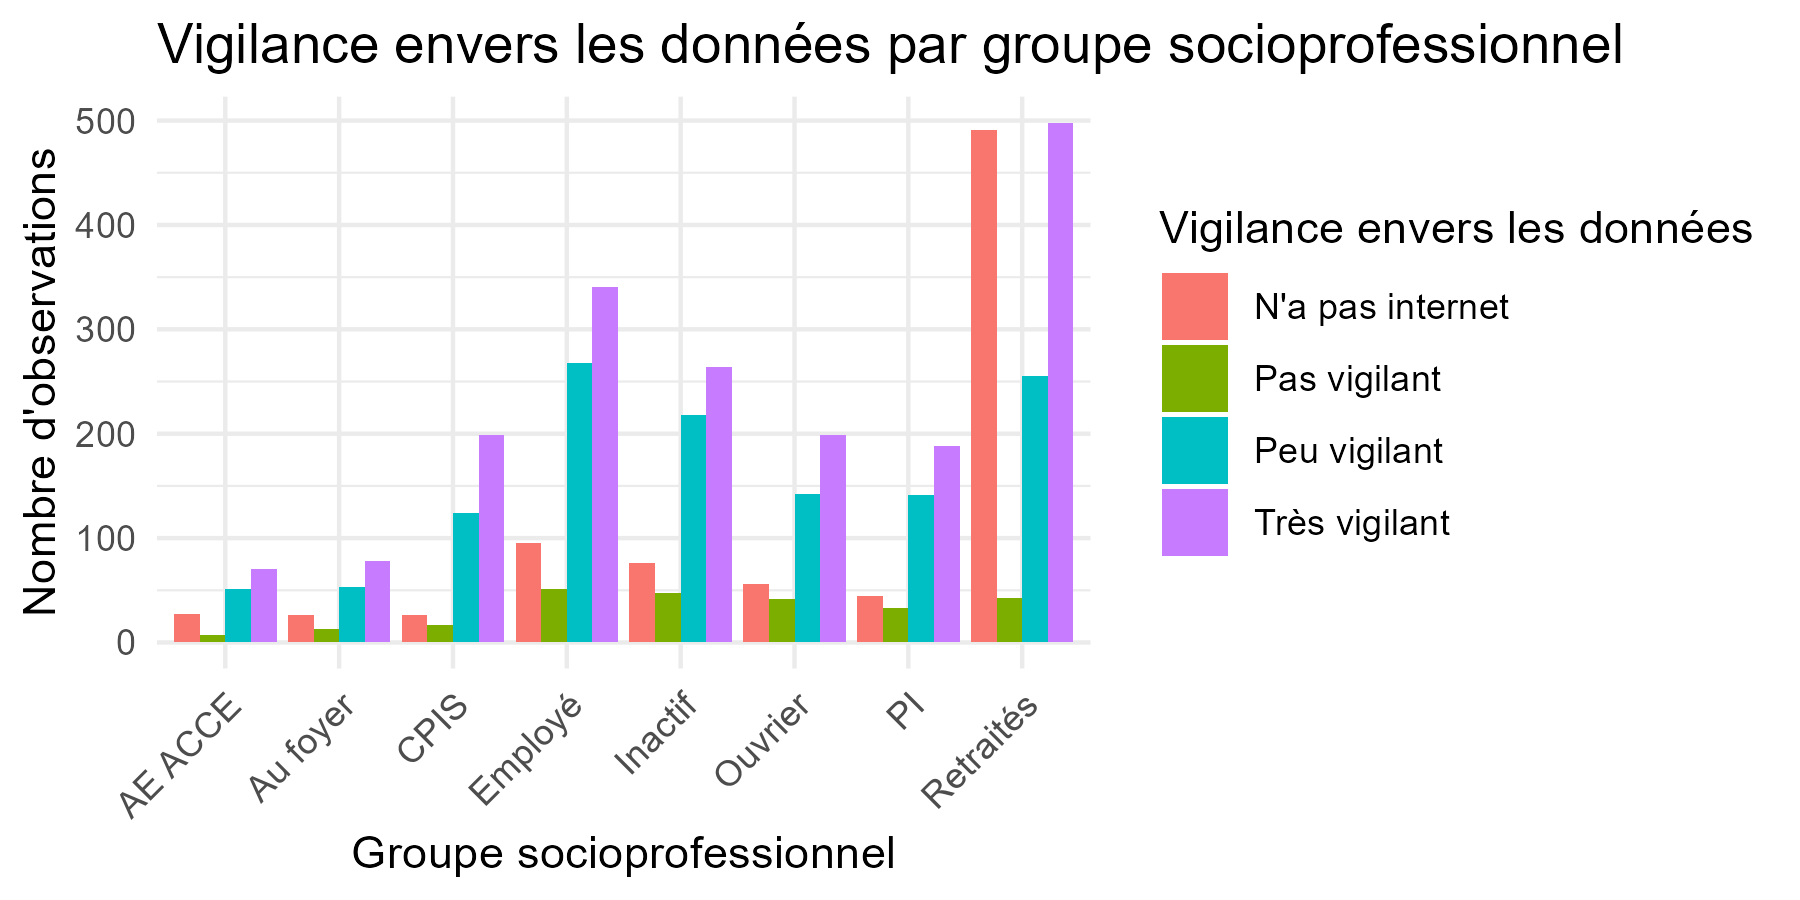 Vigilance envers les données par groupe socioprofessionnel
Nombre d'observations
500
400
300
200
100
0
AE ACCE
Au foyer
CPIS
Employé
Inactif
Ouvrier
PI
Retraités
Groupe socioprofessionnel
Vigilance envers les données
N'a pas internet
Pas vigilant
Peu vigilant
Très vigilant